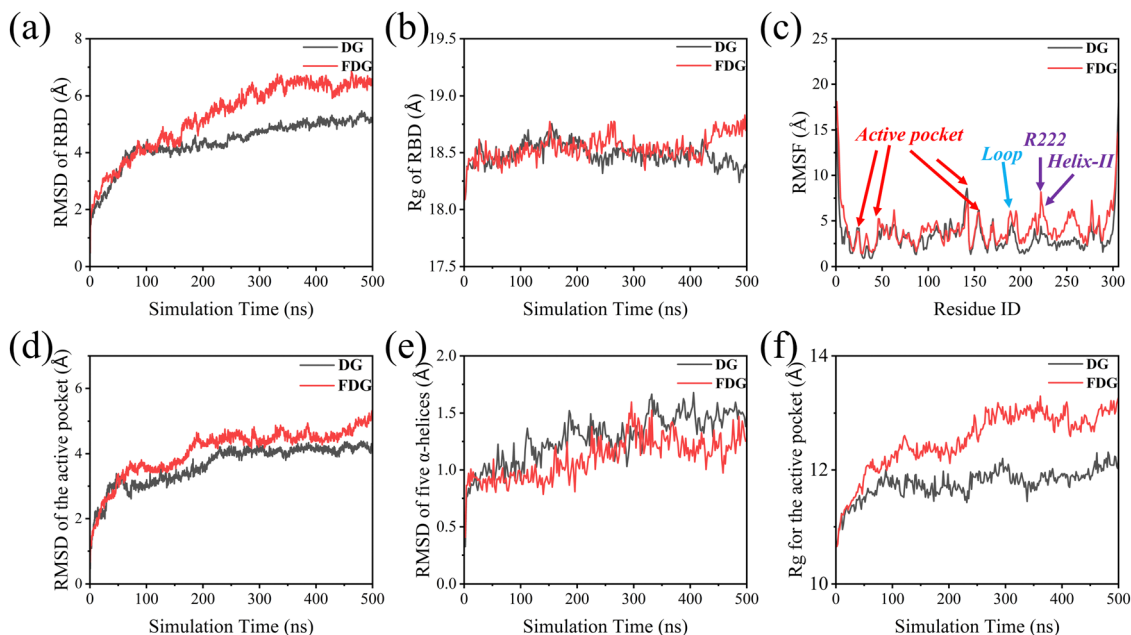 (a)
8
6
4
2
0
RMSD of RBD (Å)
DG
FDG
0 100 200 300 400 500
Simulation Time (ns)
(b)
19.5
19.0
18.5
18.0
17.5
Rg of RBD
DG
FDG
0 100 200 300 400 500
Simulation Time (ns)
(c)
25
20
15
10
5
0
RMSF (Å)
DG
FDG
Active pocket
Loop
R222
Helix-II
0 50 100 150 200 250 300
Residue ID
(d)
6
4
2
0
RMSD of the active pocket (Å)
DG
FDG
0 100 200 300 400 500
Simulation Time (ns)
(e)
2.0
1.5
1.0
0.5
0.0
RMSD of five α-helices (Å)
DG
FDG
0 100 200 300 400 500
Simulation Time (ns)
(f)
14
12
10
Rg for the active pocket (Å)
DG
FDG
0 100 200 300 400 500
Simulation Time (ns)